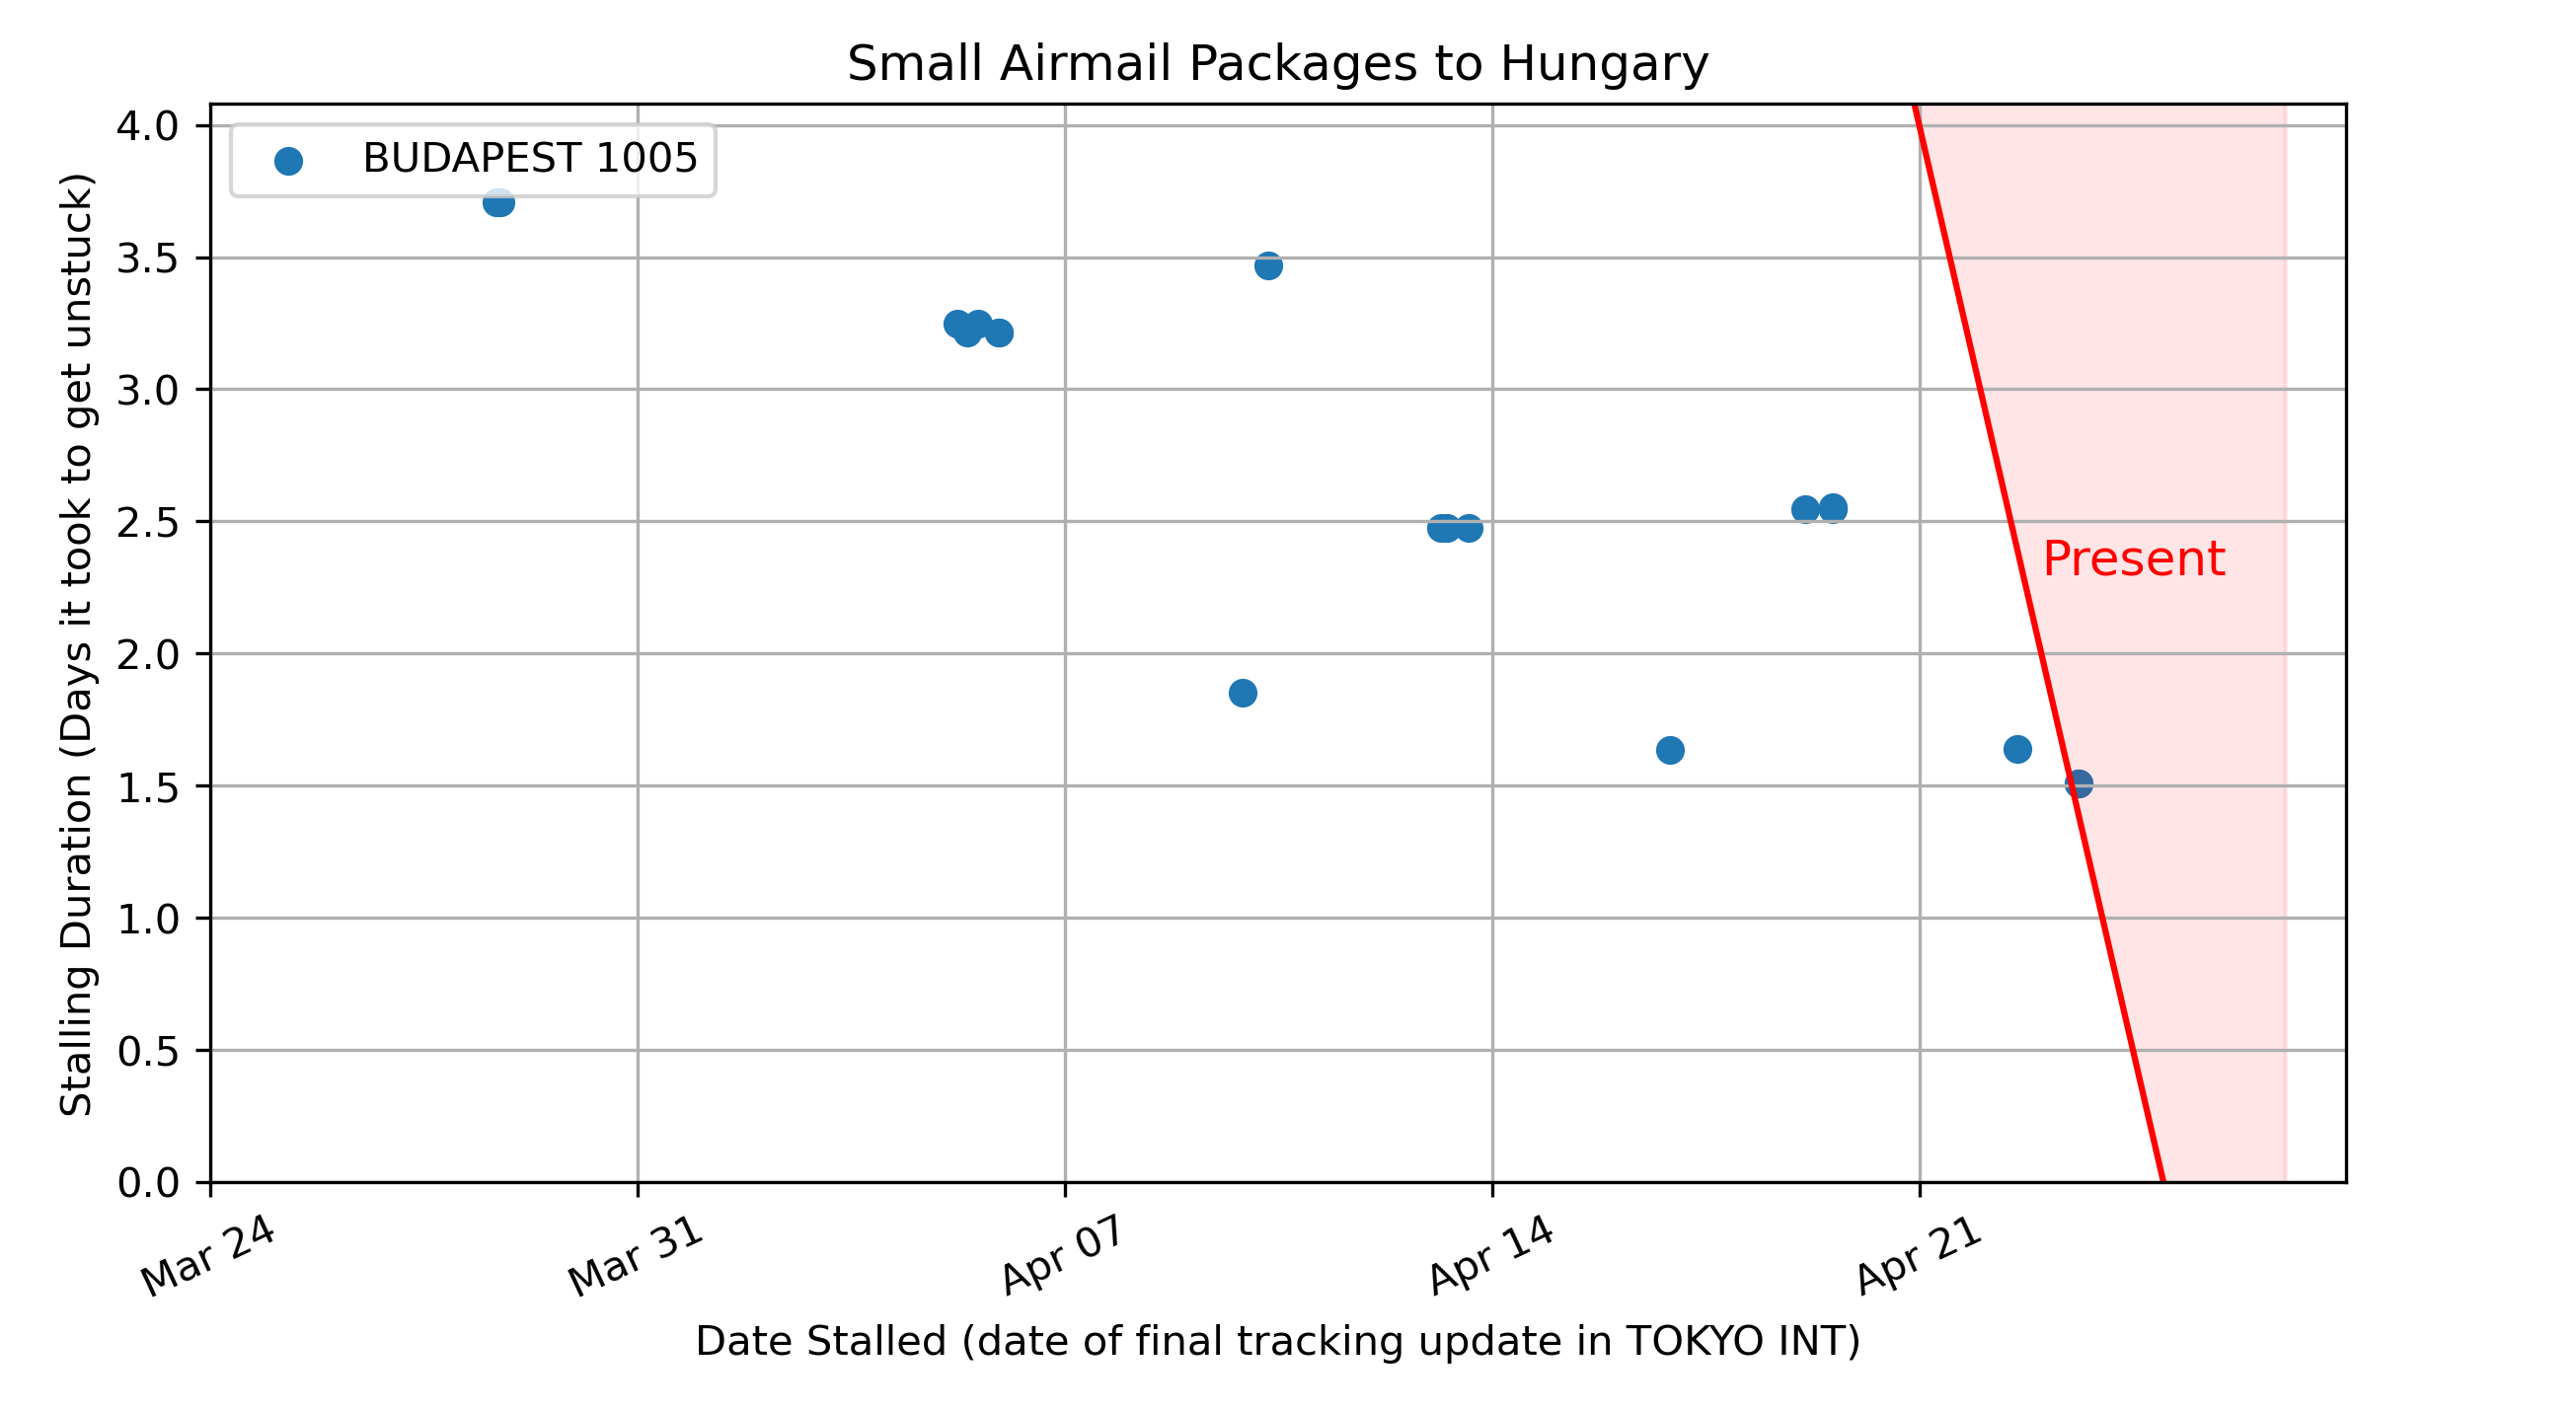 Small Airmail Packages to Hungary
BUDAPEST 1005
Stalling Duration (Days it took to get unstuck)
4.0
3.5
3.0
2.5
2.0
1.5
1.0
0.5
0.0
Present
Mar 24
Mar 31
Apr 07
Apr 14
Apr 21
Date Stalled (date of final tracking update in TOKYO INT)